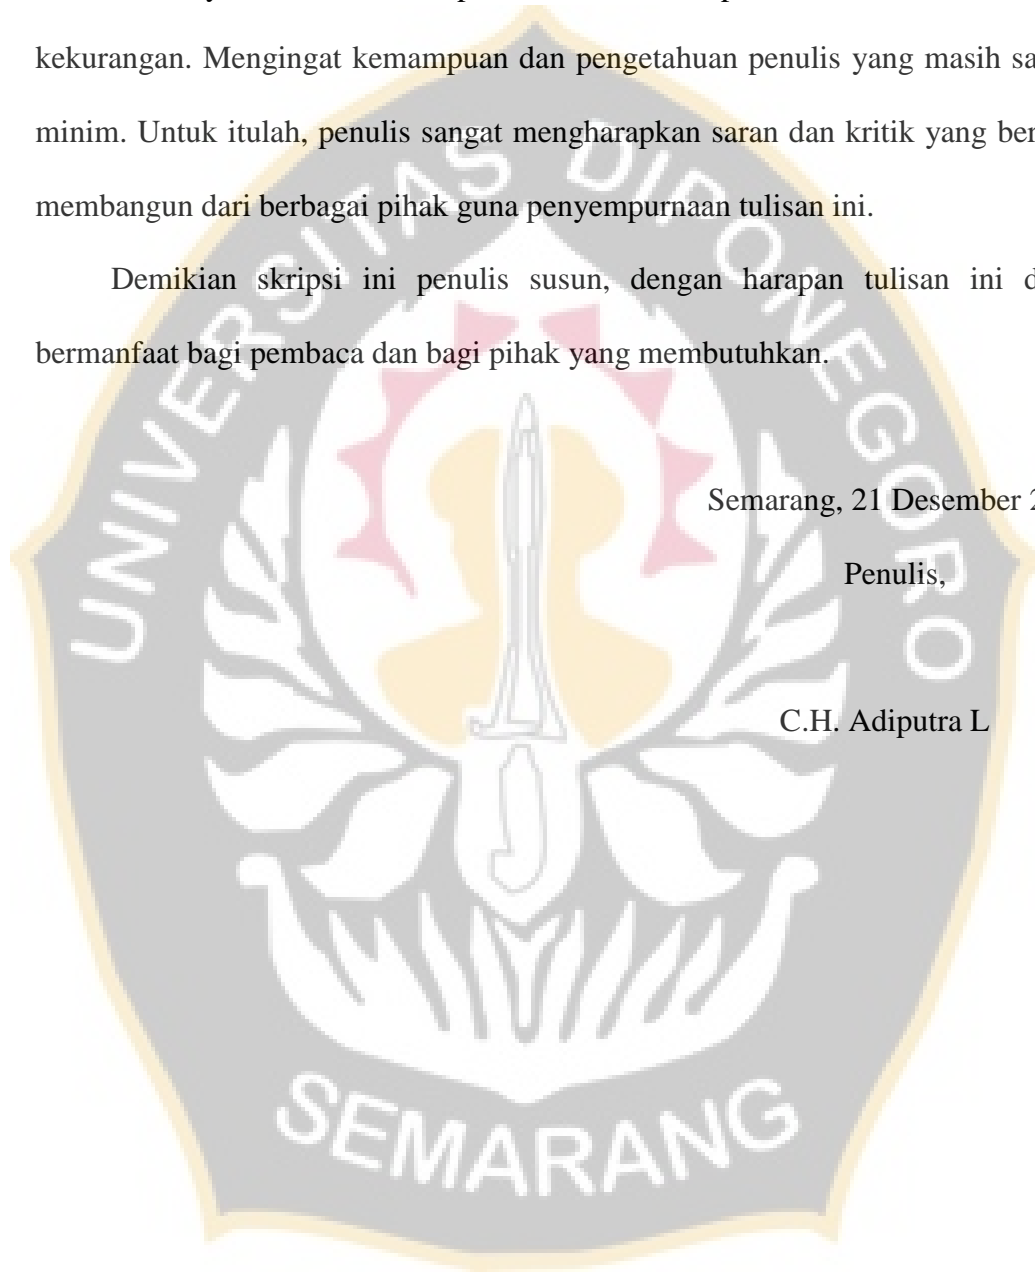 kekurangan. Mengingat kemampuan dan pengetahuan penulis yang masih sa
minim. Untuk itulah, penulis sangat mengharapkan saran dan kritik yang ber
membangun dari berbagai pihak guna penyempurnaan tulisan ini.
Demikian skripsi ini penulis susun, dengan harapan tulisan ini d
bermanfaat bagi pembaca dan bagi pihak yang membutuhkan.
Semarang, 21 Desember 2
Penulis,
C.H. Adiputra L
UNIVERSITAS DIPONEGORO
SEMARANG